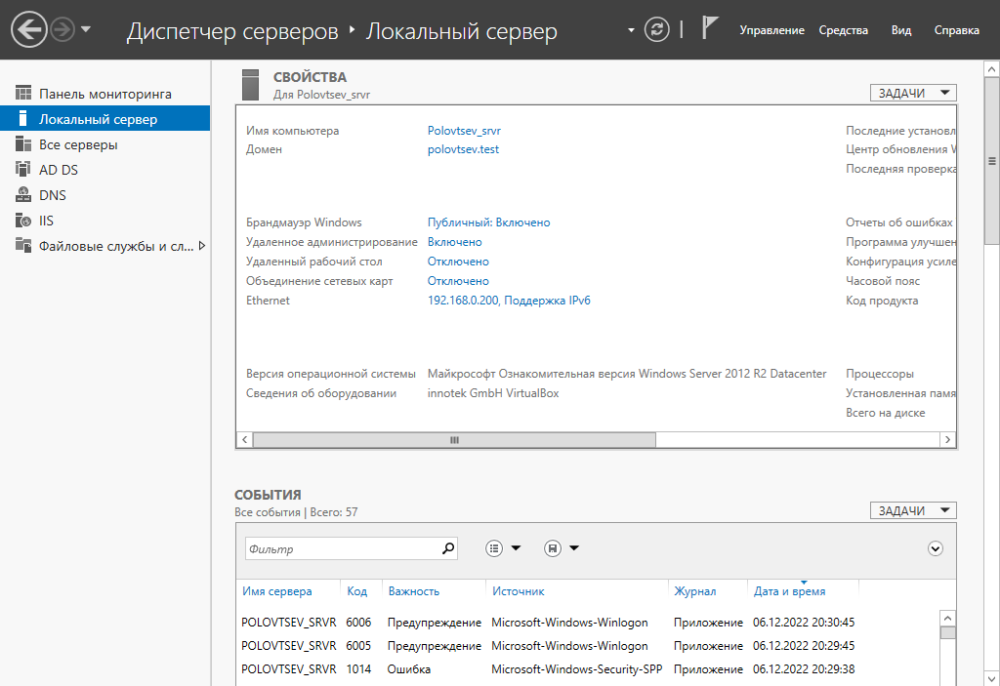 Диспетчер серверов ‣ Локальный сервер
Управление Средства Вид Справка
Панель мониторинга
Локальный сервер
Все серверы
AD DS
DNS
IIS
Файловые службы и сл...
СВОЙСТВА
Для Polovtsev_srvr
ЗАДАЧИ
Имя компьютера Polovtsev_srvr Последние установл
Домен polovtsev.test Центр обновления W
Последняя проверка
Брандмауэр Windows Публичный: Включено Отчеты об ошибках
Удаленное администрирование Включено Программа улучшен
Удаленный рабочий стол Отключено Конфигурация усиле
Объединение сетевых карт Отключено Часовой пояс
Ethernet 192.168.0.200, Поддержка IPv6 Код продукта
Версия операционной системы Майкрософт Ознакомительная версия Windows Server 2012 R2 Datacenter Процессоры
Сведения об оборудовании innotek GmbH VirtualBox Установленная памя
Всего на диске
СОБЫТИЯ
Все события | Всего: 57
ЗАДАЧИ
Фильтр
Имя сервера Код Важность Источник Журнал Дата и время
POLOVTSEV_SRVR 6006 Предупреждение Microsoft-Windows-Winlogon Приложение 06.12.2022 20:30:45
POLOVTSEV_SRVR 6005 Предупреждение Microsoft-Windows-Winlogon Приложение 06.12.2022 20:29:45
POLOVTSEV_SRVR 1014 Ошибка Microsoft-Windows-Security-SPP Приложение 06.12.2022 20:29:38